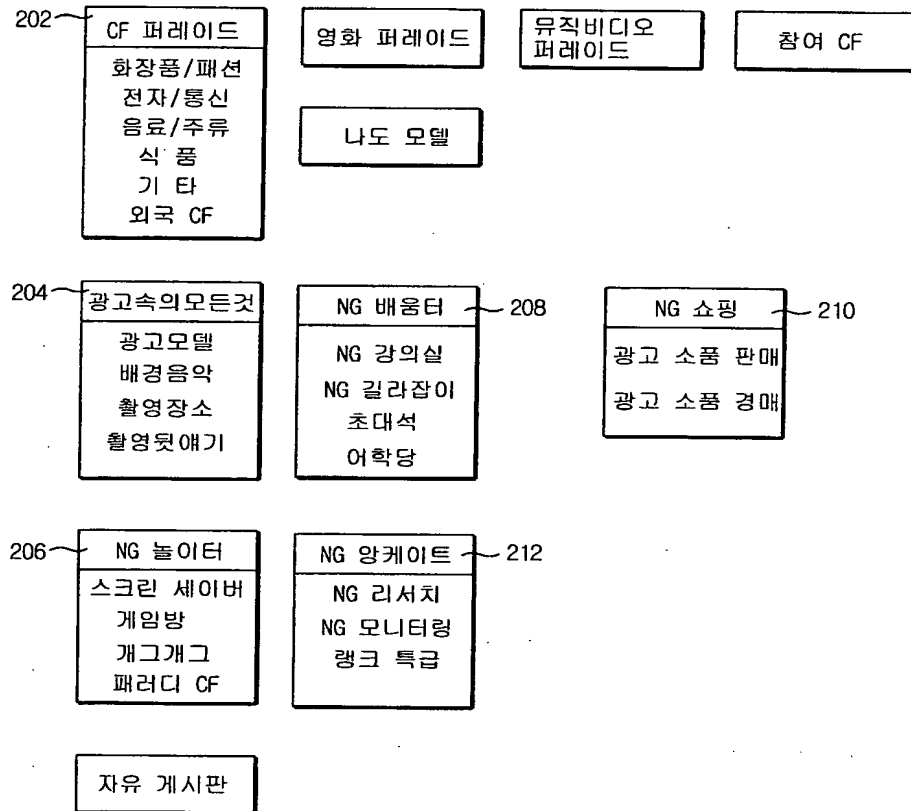 202
CF 퍼레이드
화장품/패션
전자/통신
음료/주류
식 품
기 타
외국 CF
영화 퍼레이드
뮤직비디오
퍼레이드
참여 CF
나도 모델
204
광고속의모든것
광고모델
배경음악
촬영장소
촬영뒷얘기
NG 배움터
208
NG 강의실
NG 길라잡이
초대석
어학당
NG 쇼핑
210
광고 소품 판매
광고 소품 경매
206
NG 놀이터
스크린 세이버
게임방
개그개그
패러디 CF
NG 앙케이트
212
NG 리서치
NG 모니터링
랭크 특급
자유 게시판